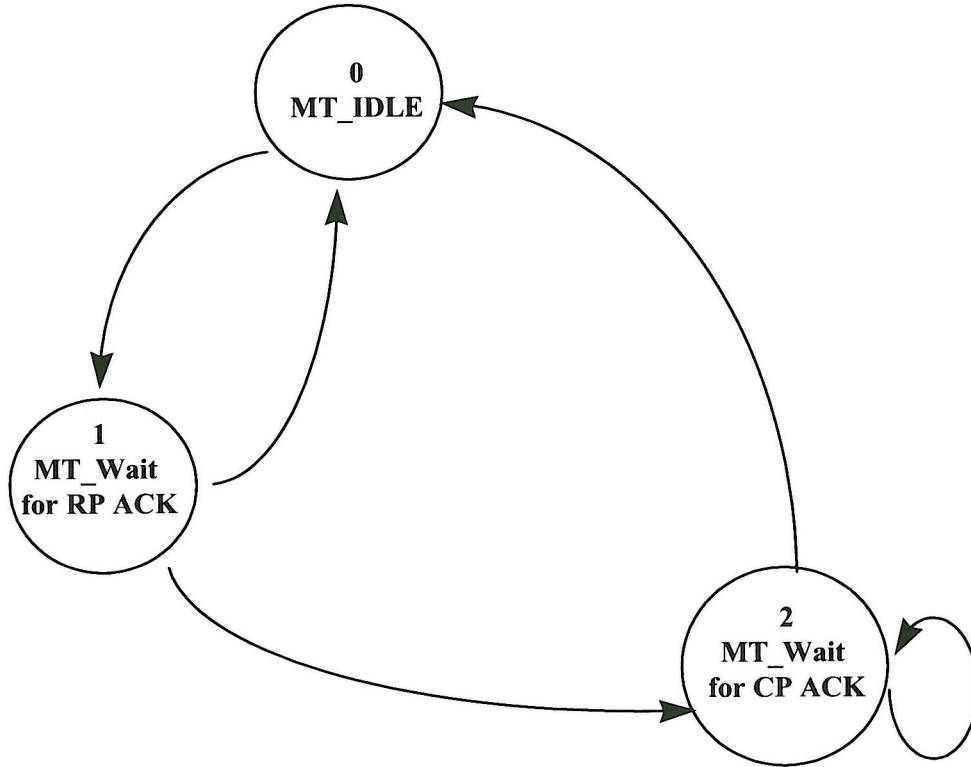 0
MT_IDLE
1
MT_Wait
for RP ACK
2
MT_Wait
for CP ACK